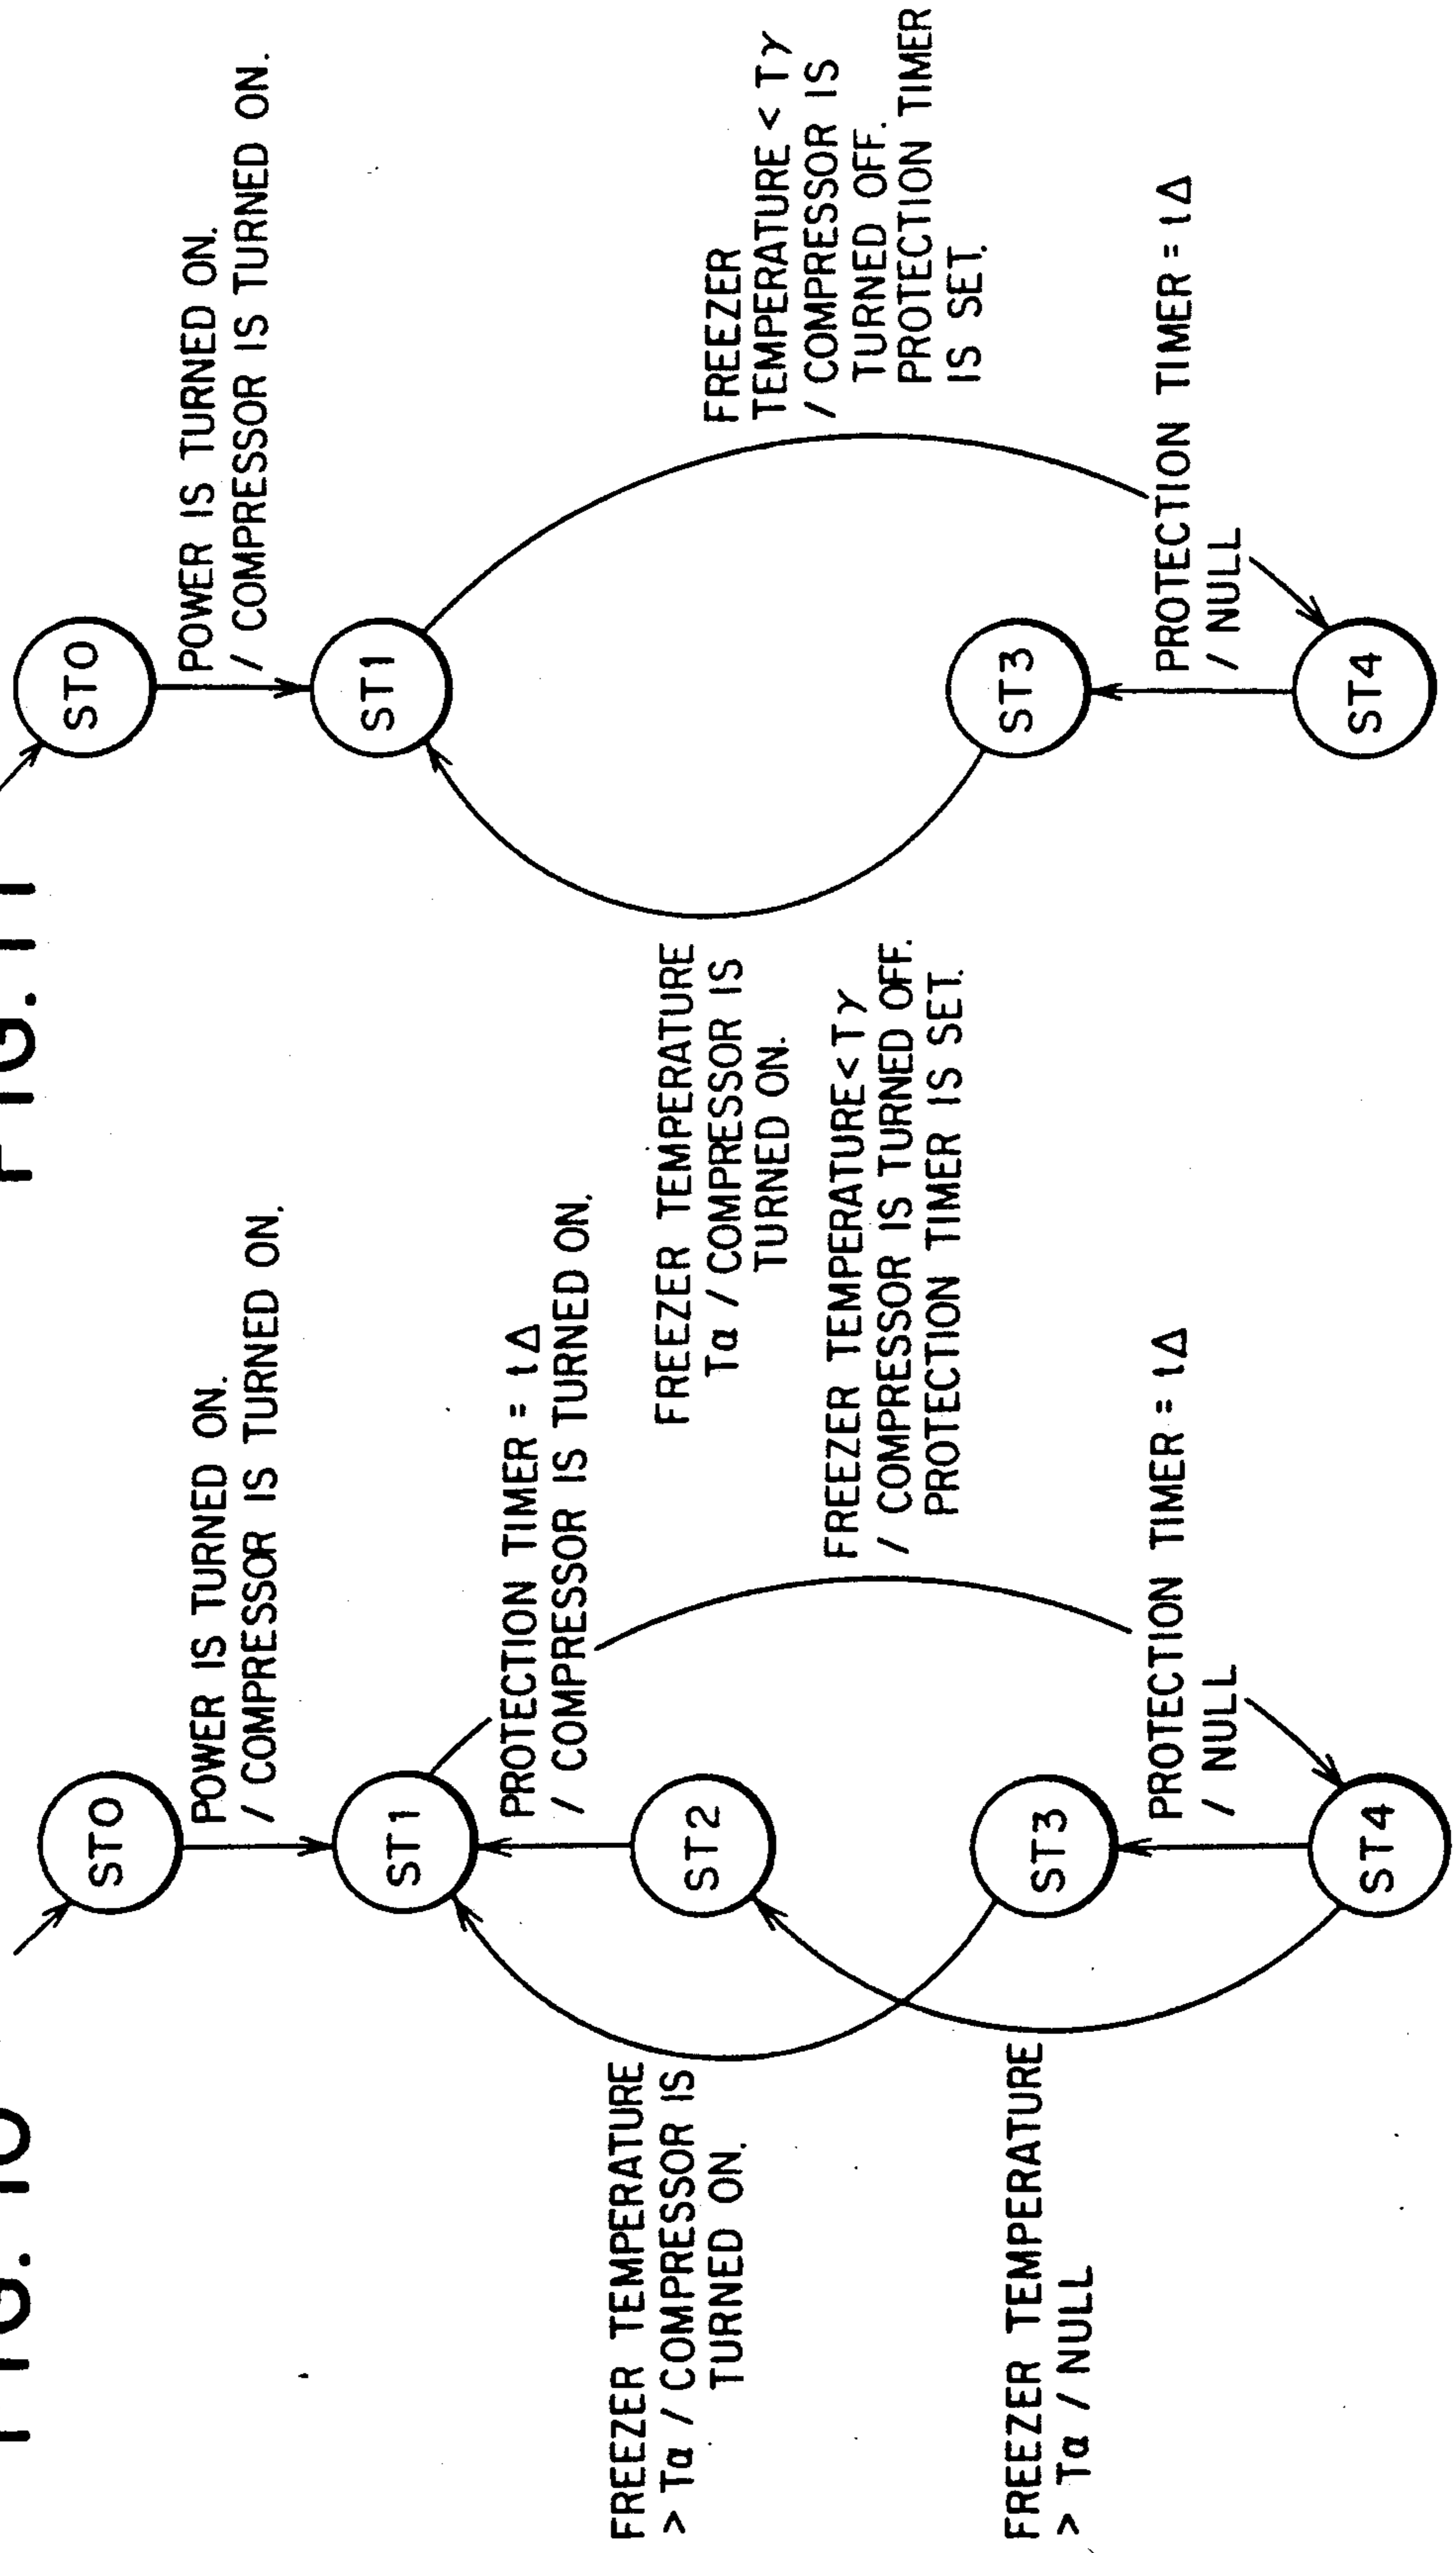 FIG. 10
ST0
POWER IS TURNED ON.
/ COMPRESSOR IS TURNED ON.
ST1
PROTECTION TIMER = t△
/ COMPRESSOR IS TURNED ON.
ST2
FREEZER TEMPERATURE
> Tα / COMPRESSOR IS
TURNED ON.
FREEZER TEMPERATURE<Tγ
/ COMPRESSOR IS TURNED OFF.
PROTECTION TIMER IS SET.
ST3
FREEZER TEMPERATURE
> Tα / NULL
PROTECTION TIMER = t△
/ NULL
ST4
FIG. 11
ST0
POWER IS TURNED ON.
/ COMPRESSOR IS TURNED ON.
ST1
FREEZER TEMPERATURE
Tα / COMPRESSOR IS
TURNED ON.
FREEZER
TEMPERATURE < Tγ
/ COMPRESSOR IS
TURNED OFF.
PROTECTION TIMER
IS SET.
ST3
PROTECTION TIMER = t△
/ NULL
ST4